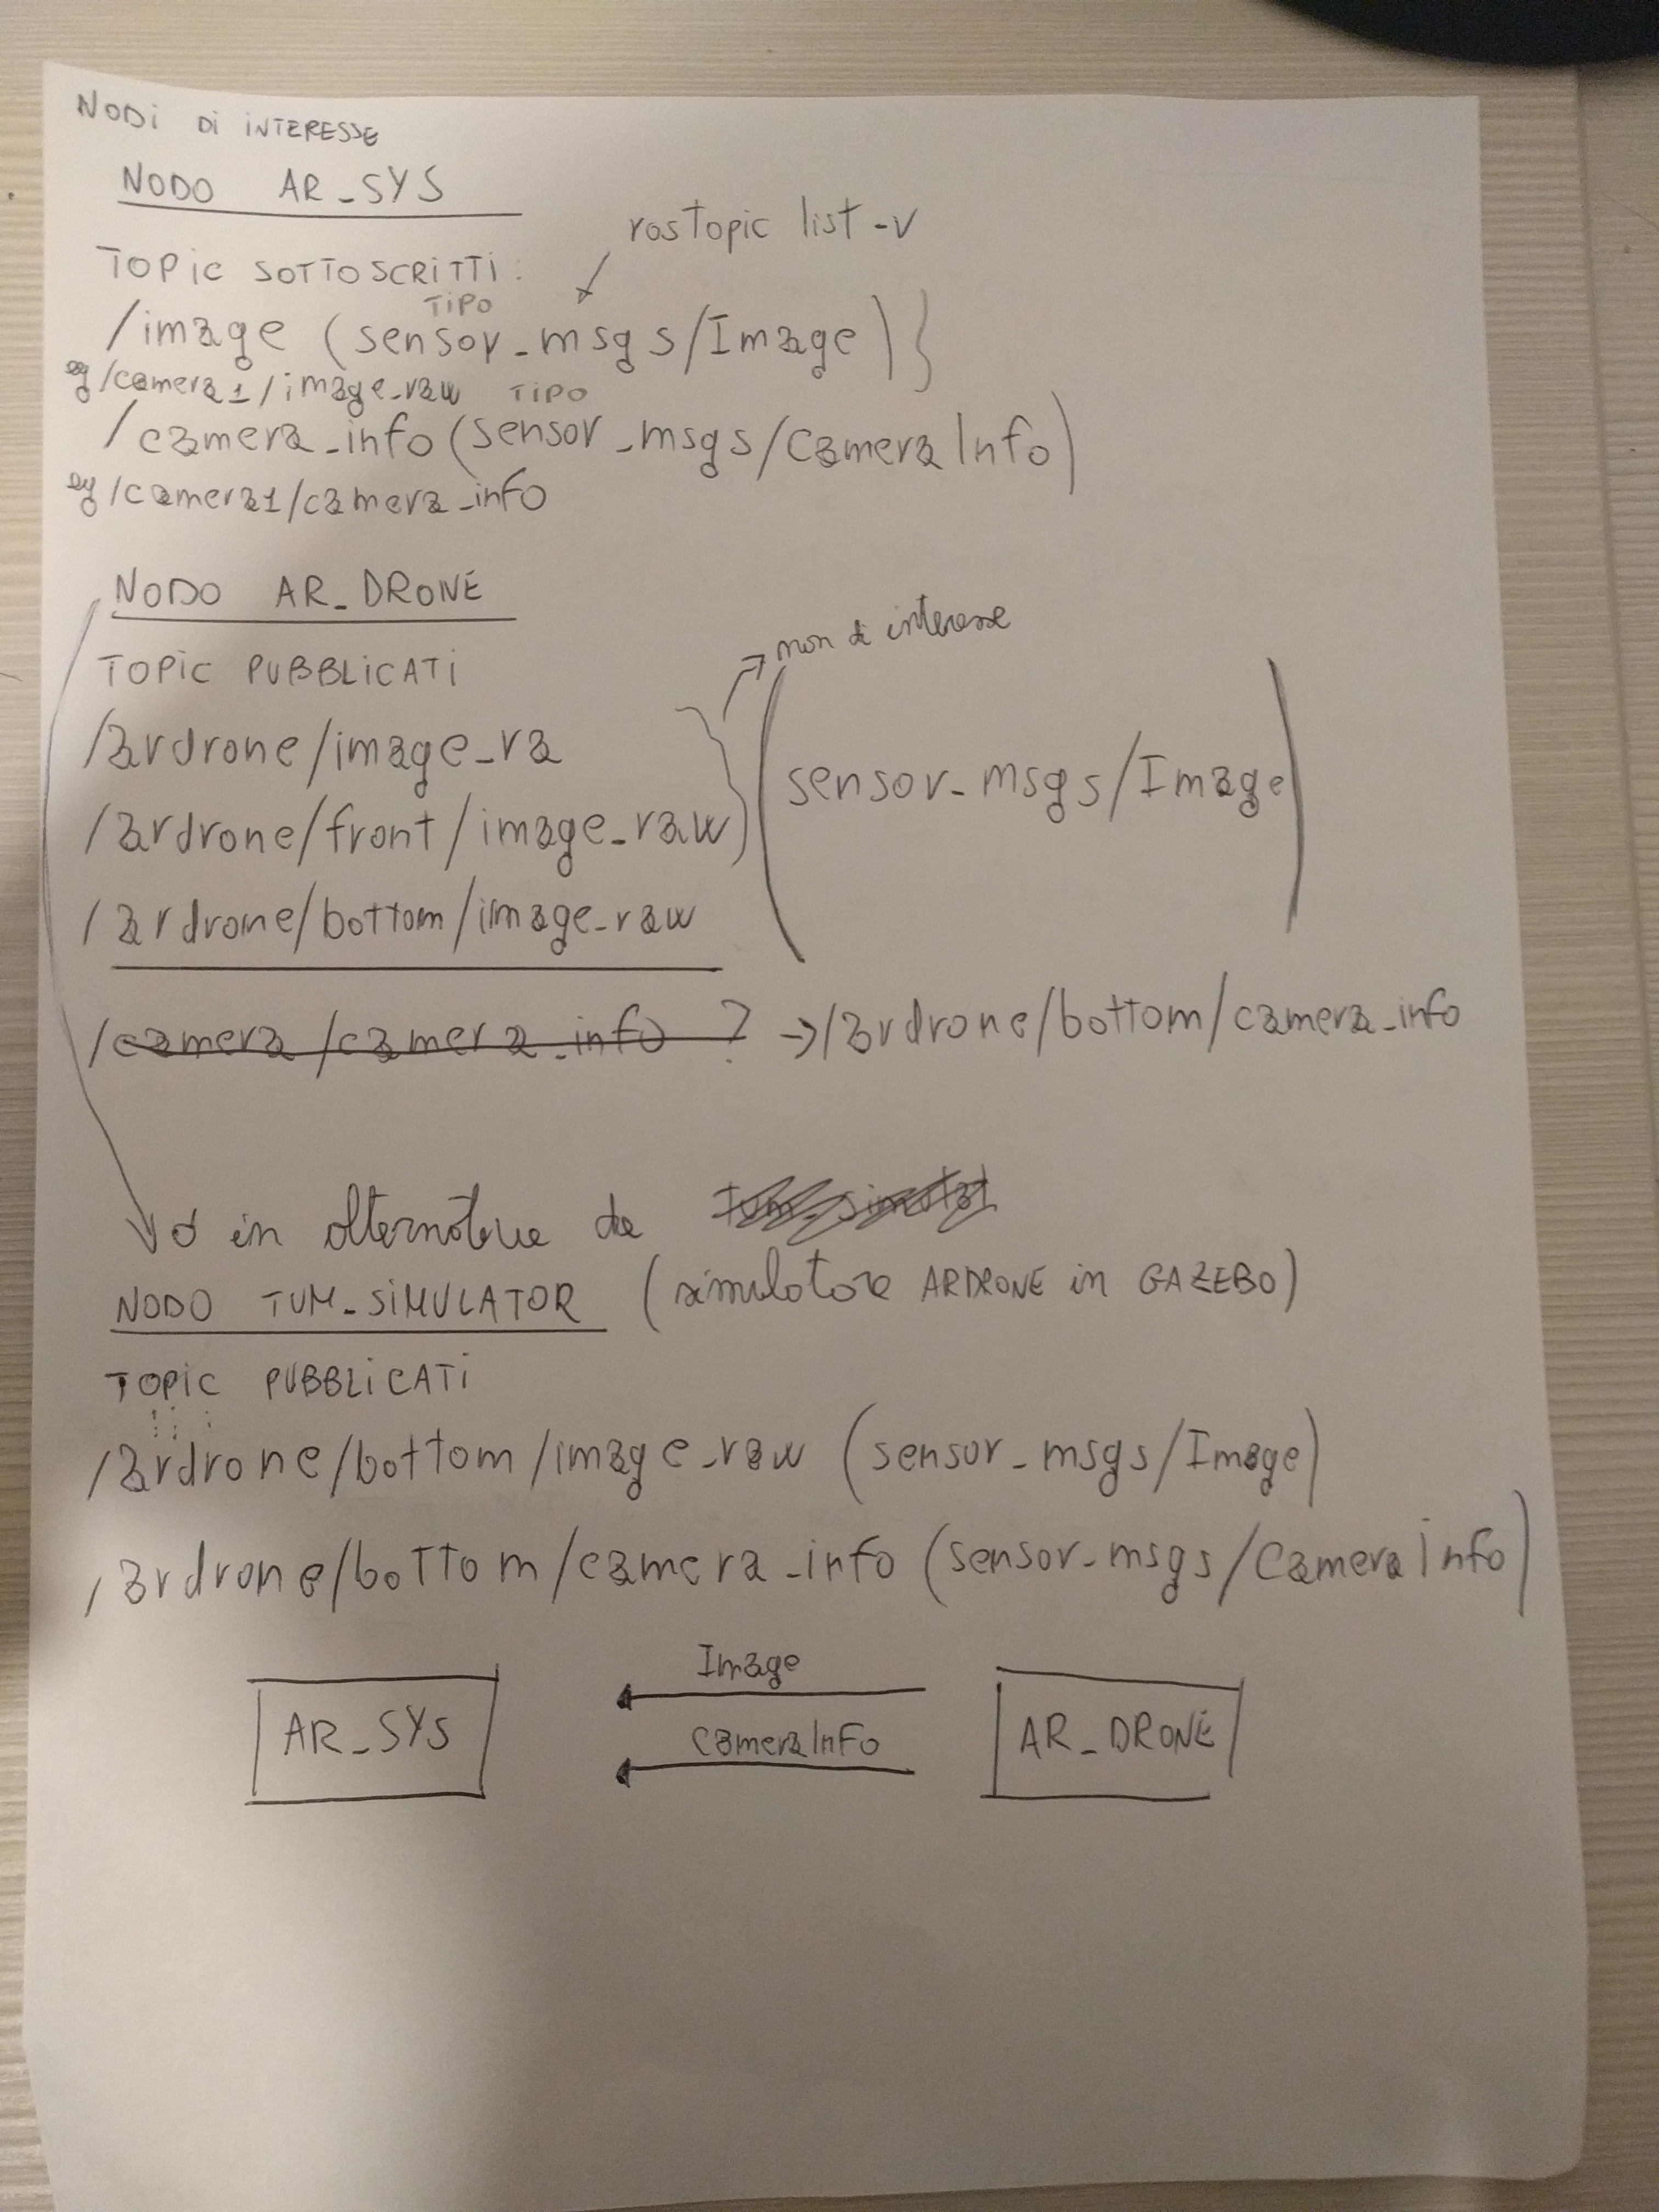 NODI DI INTERESSE
NODO AR_SYS
rostopic list -v
TOPIC SOTTOSCRITTI:
TIPO
/image (sensor_msgs/Image) }
eg /camera1/image_raw TIPO
/camera_info (sensor_msgs/CameraInfo)
eg /camera1/camera_info
NODO AR_DRONE
non di interesse
TOPIC PUBBLICATI
/ardrone/image_ra
(sensor_msgs/Image)
/ardrone/front/image_raw
/ardrone/bottom/image_raw
/camera/camera_info ? → /ardrone/bottom/camera_info
o in alternativa da
NODO TUM_SIMULATOR (simulatore ARDRONE in GAZEBO)
TOPIC PUBBLICATI
/ardrone/bottom/image_raw (sensor_msgs/Image)
/ardrone/bottom/camera_info (sensor_msgs/CameraInfo)
Image
AR_SYS CameraInfo AR_DRONE